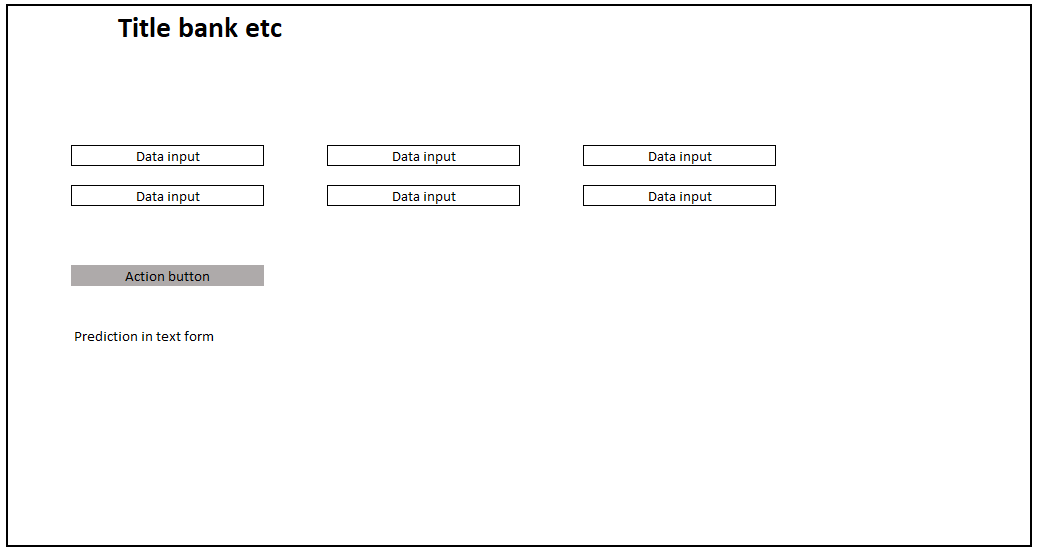 Title bank etc
Data input Data input Data input
Data input Data input Data input
Action button
Prediction in text form